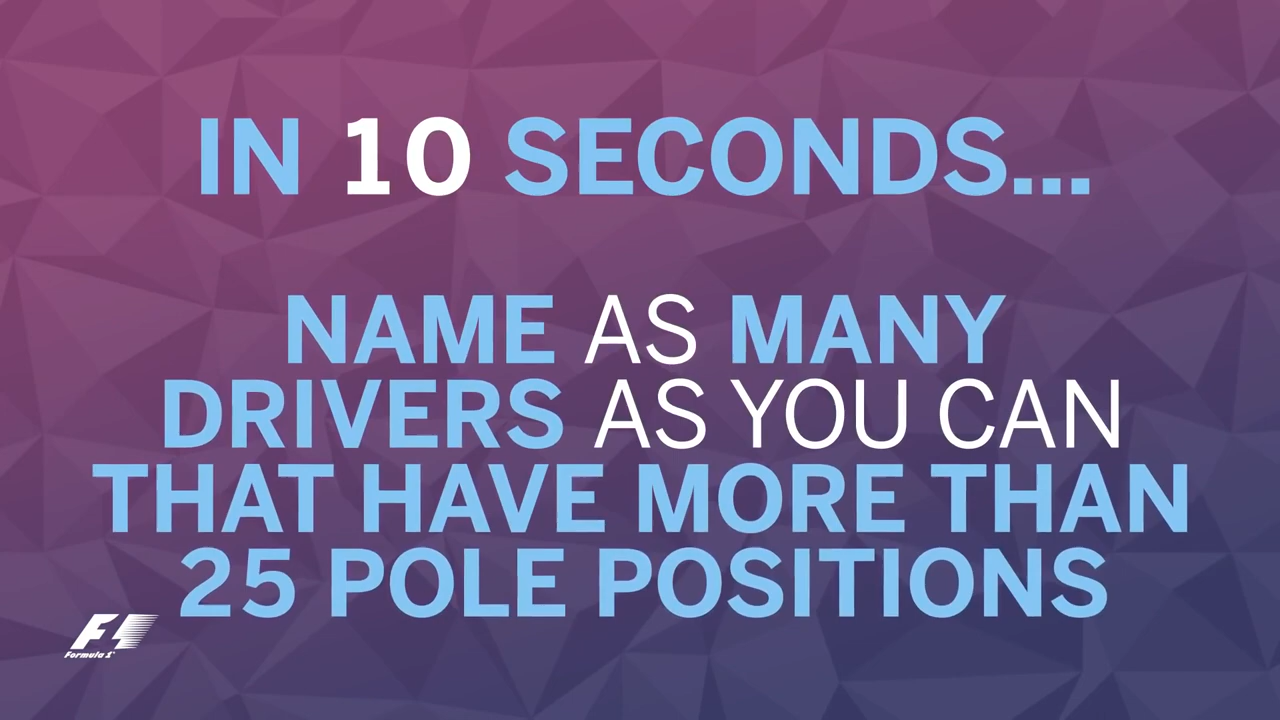 IN 10 SECONDS...
NAME AS MANY
DRIVERS AS YOU CAN
THAT HAVE MORE THAN
25 POLE POSITIONS
F1
Formula 1